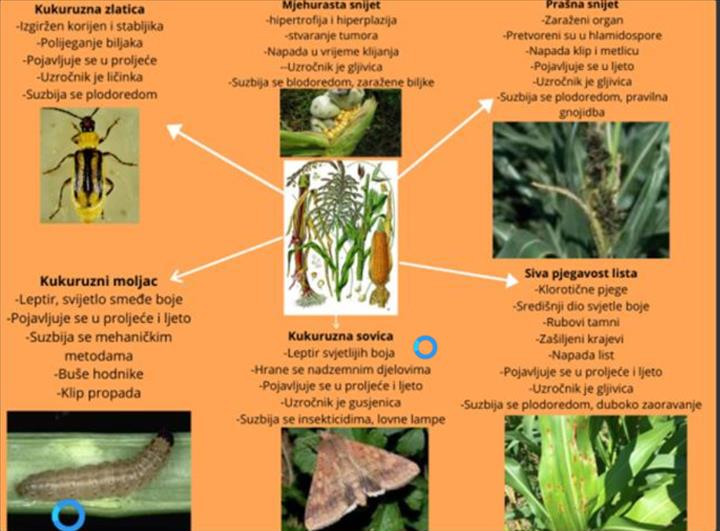 Kukuruzna zlatica
-Izgiržen korijen i stabljika
-Polijeganje biljaka
-Pojavljuje se u proljeće
-Uzročnik je ličinka
-Suzbija se plodoredom
Mjehurasta snijet
-hipertrofija i hiperplazija
-stvaranje tumora
-Napada u vrijeme klijanja
--Uzročnik je gljivica
-Suzbija se blodoredom, zaražene biljke
Prašna snijet
-Zaraženi organ
-Pretvoreni su u hlamidospore
-Napada klip i metlicu
-Pojavljuje se u ljeto
-Uzročnik je gljivica
-Suzbija se plodoredom, pravilna
gnojidba
Kukuruzni moljac
-Leptir, svijetlo smeđe boje
-Pojavljuje se u proljeće i ljeto
-Suzbija se mehaničkim
metodama
-Buše hodnike
-Klip propada
Kukuruzna sovica
-Leptir svjetlijih boja
-Hrane se nadzemnim djelovima
-Pojavljuje se u proljeće i ljeto
-Uzročnik je gusjenica
-Suzbija se insekticidima, lovne lampe
Siva pjegavost lista
-Klorotične pjege
-Središnji dio svjetle boje
-Rubovi tamni
-Zašiljeni krajevi
-Napada list
-Pojavljuje se u proljeće i ljeto
-Uzročnik je gljivica
-Suzbija se plodoredom, duboko zaoravanje